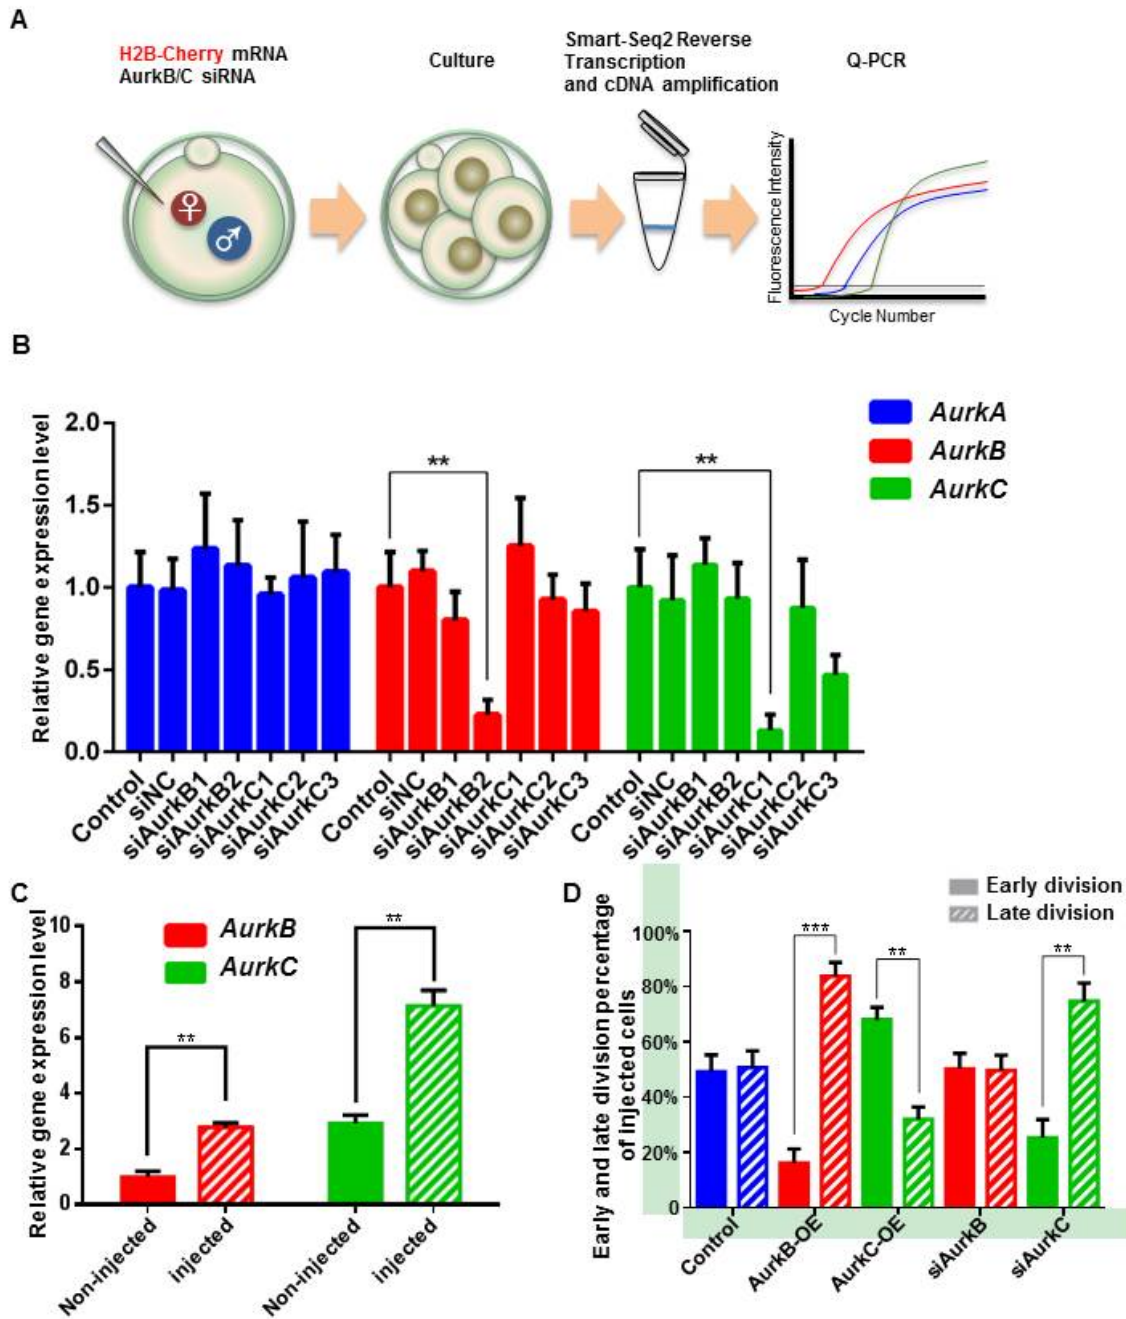 A
H2B-Cherry mRNA
AurkB/C siRNA
Culture
Smart-Seq2 Reverse
Transcription
and cDNA amplification
Q-PCR
Fluorescence Intensity
Cycle Number
B
Relative gene expression level
2.0
1.5
1.0
0.5
0.0
**
**
AurkA
AurkB
AurkC
Control
siNC
siAurkB1
siAurkB2
siAurkC1
siAurkC2
siAurkC3
Control
siNC
siAurkB1
siAurkB2
siAurkC1
siAurkC2
siAurkC3
Control
siNC
siAurkB1
siAurkB2
siAurkC1
siAurkC2
siAurkC3
C
Relative gene expression level
10
8
6
4
2
0
AurkB
AurkC
**
**
Non-injected
injected
Non-injected
injected
D
Early division
Late division
Early and late division percentage
of injected cells
100%
80%
60%
40%
20%
0
***
**
**
Control
AurkB-OE
AurkC-OE
siAurkB
siAurkC